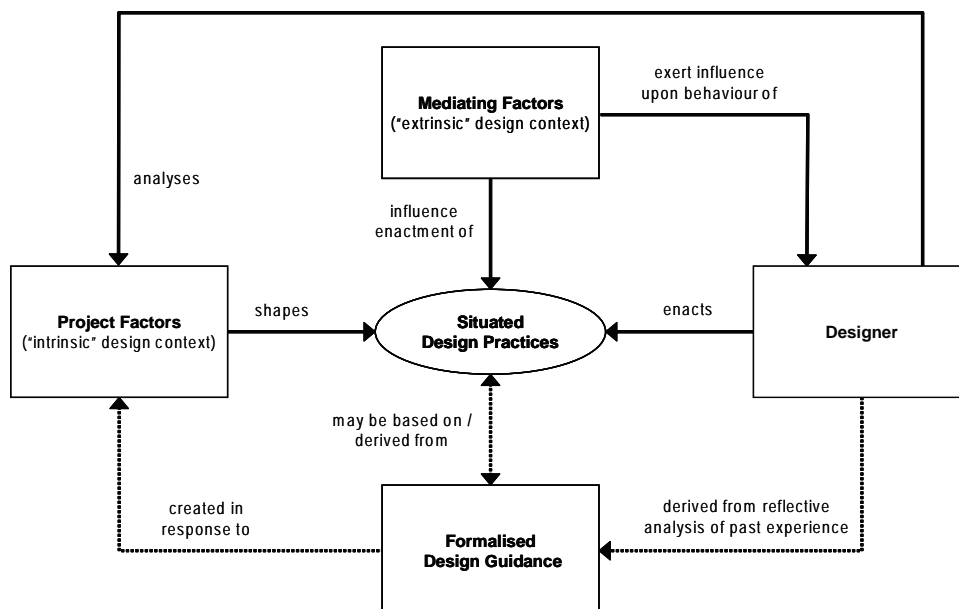 exert influence
upon behaviour of
Mediating Factors
("extrinsic" design context)
analyses
influence
enactment of
Project Factors
("intrinsic" design context)
shapes
Situated
Design Practices
enacts
Designer
may be based on /
derived from
created in
response to
derived from reflective
analysis of past experience
Formalised
Design Guidance